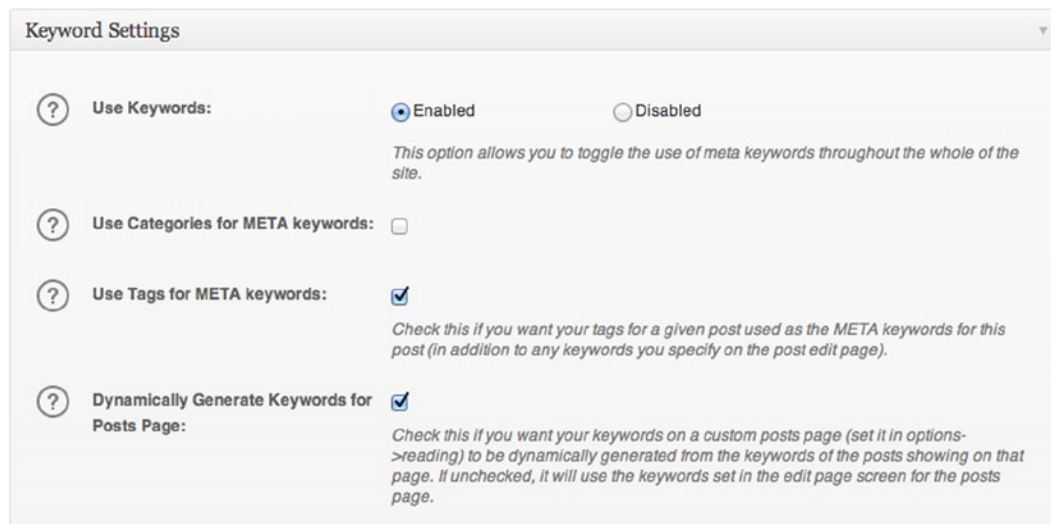 Keyword Settings
Use Keywords:
Enabled
Disabled
This option allows you to toggle the use of meta keywords throughout the whole of the
site.
Use Categories for META keywords:
Use Tags for META keywords:
Check this if you want your tags for a given post used as the META keywords for this
post (in addition to any keywords you specify on the post edit page).
Dynamically Generate Keywords for
Posts Page:
Check this if you want your keywords on a custom posts page (set it in options-
>reading) to be dynamically generated from the keywords of the posts showing on that
page. If unchecked, it will use the keywords set in the edit page screen for the posts
page.